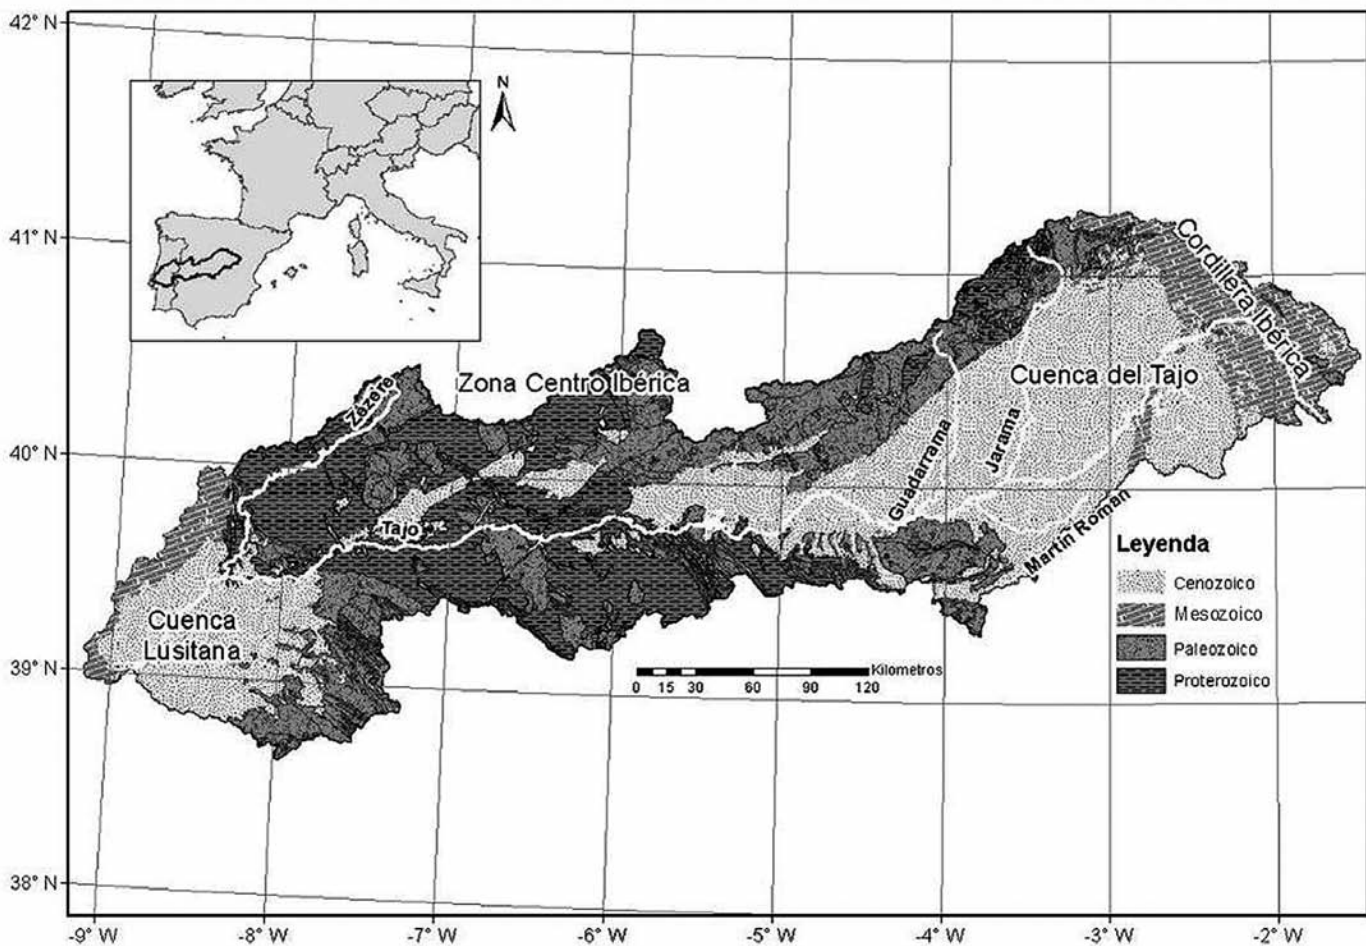 42° N
41° N
40° N
39° N
38° N
N
Cordillera Ibérica
Zona Centro Ibérica
Cuenca del Tajo
Zézere
Guadarrama
Jarama
Tajo
Martín Román
Cuenca
Lusitana
Leyenda
Cenozoico
Mesozoico
Paleozoico
Proterozoico
Kilometros
0 15 30 60 90 120
-9° W -8° W -7° W -6° W -5° W -4° W -3° W -2° W